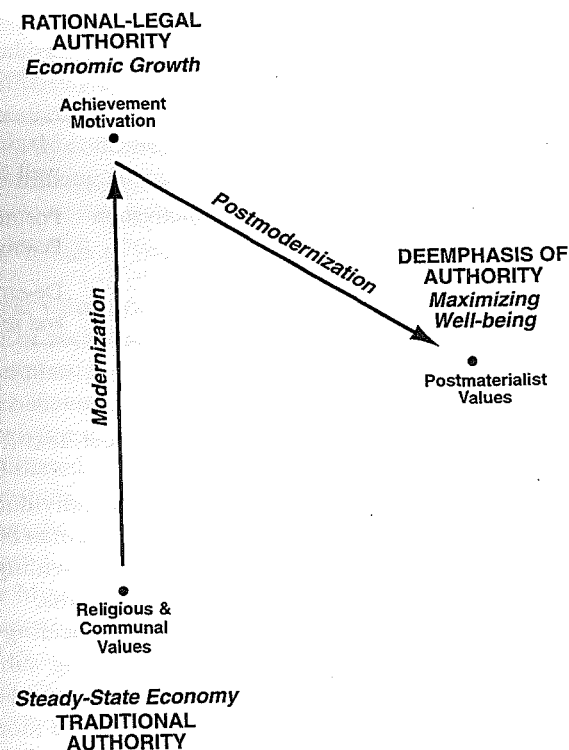 RATIONAL-LEGAL
AUTHORITY
Economic Growth
Achievement
Motivation
Postmodernization
DEEMPHASIS OF
AUTHORITY
Maximizing
Well-being
Postmaterialist
Values
Modernization
Religious &
Communal
Values
Steady-State Economy
TRADITIONAL
AUTHORITY